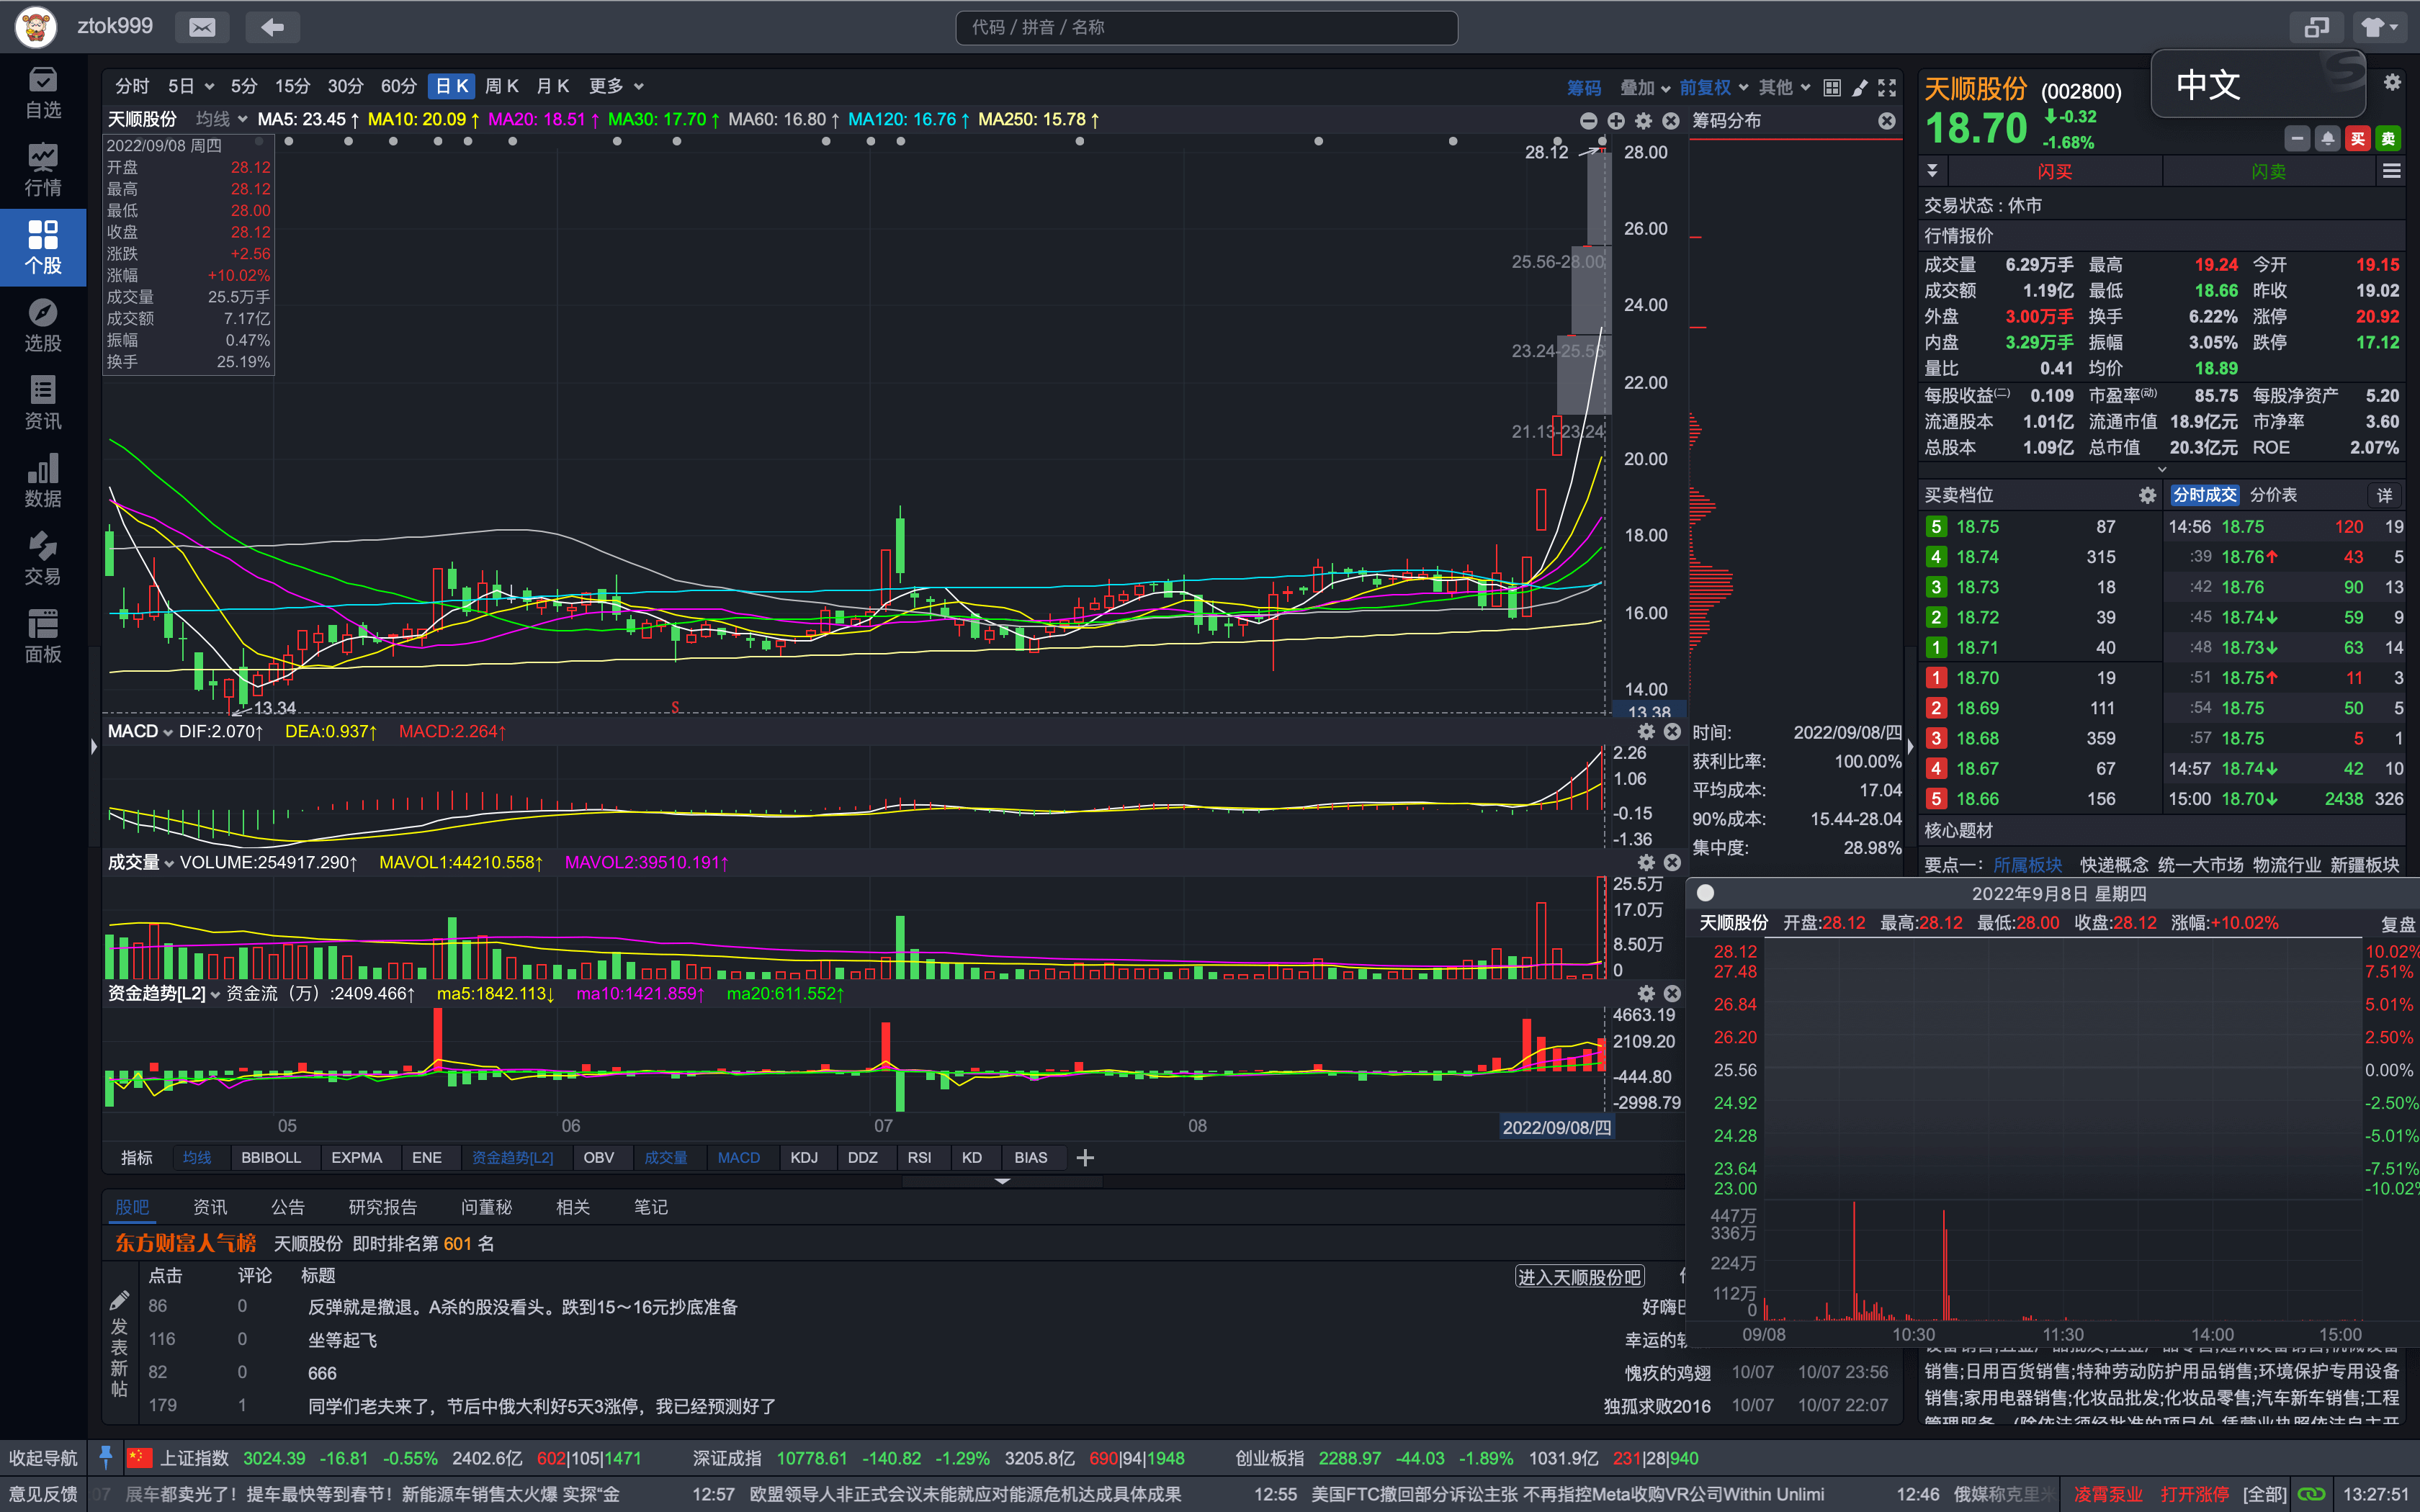 ztok999
代码 / 拼音 / 名称
中文
自选
行情
个股
选股
资讯
数据
交易
面板
分时 5日 5分 15分 30分 60分 日K 周K 月K 更多
筹码 叠加 前复权 其他
天顺股份 均线 MA5: 23.45↑ MA10: 20.09↑ MA20: 18.51↑ MA30: 17.70↑ MA60: 16.80↑ MA120: 16.76↑ MA250: 15.78↑
筹码分布
2022/09/08 周四
开盘 28.12
最高 28.12
最低 28.00
收盘 28.12
涨跌 +2.56
涨幅 +10.02%
成交量 25.5万手
成交额 7.17亿
振幅 0.47%
换手 25.19%
28.12
25.56-28.00
23.24-25.56
21.13-23.24
13.34
S
28.00
26.00
24.00
22.00
20.00
18.00
16.00
14.00
13.38
MACD DIF:2.070↑ DEA:0.937↑ MACD:2.264↑
2.26
1.06
-0.15
-1.36
成交量 VOLUME:254917.290↑ MAVOL1:44210.558↑ MAVOL2:39510.191↑
25.5万
17.0万
8.50万
0
资金趋势[L2] 资金流（万）:2409.466↑ ma5:1842.113↓ ma10:1421.859↑ ma20:611.552↑
4663.19
2109.20
-444.80
-2998.79
05 06 07 08 2022/09/08/四
指标 均线 BBIBOLL EXPMA ENE 资金趋势[L2] OBV 成交量 MACD KDJ DDZ RSI KD BIAS
时间: 2022/09/08/四
获利比率: 100.00%
平均成本: 17.04
90%成本: 15.44-28.04
集中度: 28.98%
天顺股份 (002800)
18.70 -0.32
-1.68%
买 卖
闪买 闪卖
交易状态 : 休市
行情报价
成交量 6.29万手 最高 19.24 今开 19.15
成交额 1.19亿 最低 18.66 昨收 19.02
外盘 3.00万手 换手 6.22% 涨停 20.92
内盘 3.29万手 振幅 3.05% 跌停 17.12
量比 0.41 均价 18.89
每股收益(二) 0.109 市盈率(动) 85.75 每股净资产 5.20
流通股本 1.01亿 流通市值 18.9亿元 市净率 3.60
总股本 1.09亿 总市值 20.3亿元 ROE 2.07%
买卖档位 分时成交 分价表 详
5 18.75 87 14:56 18.75 120 19
4 18.74 315 :39 18.76↑ 43 5
3 18.73 18 :42 18.76 90 13
2 18.72 39 :45 18.74↓ 59 9
1 18.71 40 :48 18.73↓ 63 14
1 18.70 19 :51 18.75↑ 11 3
2 18.69 111 :54 18.75 50 5
3 18.68 359 :57 18.75 5 1
4 18.67 67 14:57 18.74↓ 42 10
5 18.66 156 15:00 18.70↓ 2438 326
核心题材
要点一： 所属板块 快递概念 统一大市场 物流行业 新疆板块
2022年9月8日 星期四
天顺股份 开盘:28.12 最高:28.12 最低:28.00 收盘:28.12 涨幅:+10.02% 复盘
28.12 10.02%
27.48 7.51%
26.84 5.01%
26.20 2.50%
25.56 0.00%
24.92 -2.50%
24.28 -5.01%
23.64 -7.51%
23.00 -10.02%
447万
336万
224万
112万
0
09/08 10:30 11:30 14:00 15:00
销售;日用百货销售;特种劳动防护用品销售;环境保护专用设备
销售;家用电器销售;化妆品批发;化妆品零售;汽车新车销售;工程
股吧 资讯 公告 研究报告 问董秘 相关 笔记
东方财富人气榜 天顺股份 即时排名第 601 名
点击 评论 标题 进入天顺股份吧
发表新帖
86 0 反弹就是撤退。A杀的股没看头。跌到15～16元抄底准备 好嗨
116 0 坐等起飞 幸运的
82 0 666 愧疚的鸡翅 10/07 10/07 23:56
179 1 同学们老夫来了，节后中俄大利好5天3涨停，我已经预测好了 独孤求败2016 10/07 10/07 22:07
收起导航 上证指数 3024.39 -16.81 -0.55% 2402.6亿 602|105|1471 深证成指 10778.61 -140.82 -1.29% 3205.8亿 690|94|1948 创业板指 2288.97 -44.03 -1.89% 1031.9亿 231|28|940
意见反馈 07 展车都卖光了！提车最快等到春节！新能源车销售太火爆 实探“金 12:57 欧盟领导人非正式会议未能就应对能源危机达成具体成果 12:55 美国FTC撤回部分诉讼主张 不再指控Meta收购VR公司Within Unlimi 12:46 俄媒称克里米 凌霄泵业 打开涨停 [全部] 13:27:51